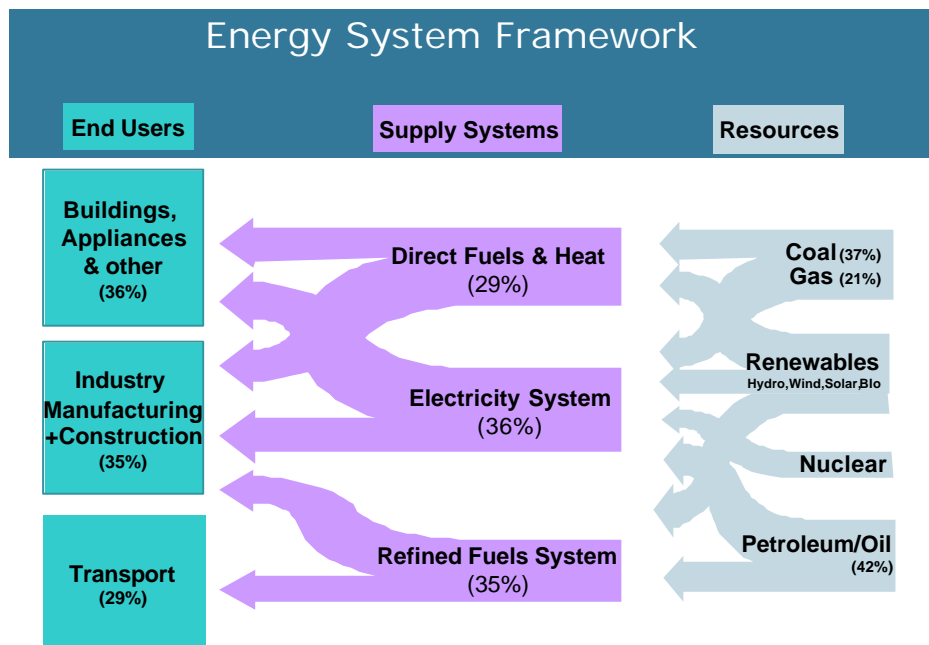 Energy System Framework
End Users
Supply Systems
Resources
Buildings,
Appliances
& other
(36%)
Industry
Manufacturing
+Construction
(35%)
Transport
(29%)
Direct Fuels & Heat
(29%)
Electricity System
(36%)
Refined Fuels System
(35%)
Coal (37%)
Gas (21%)
Renewables
Hydro,Wind,Solar,BIo
Nuclear
Petroleum/Oil
(42%)